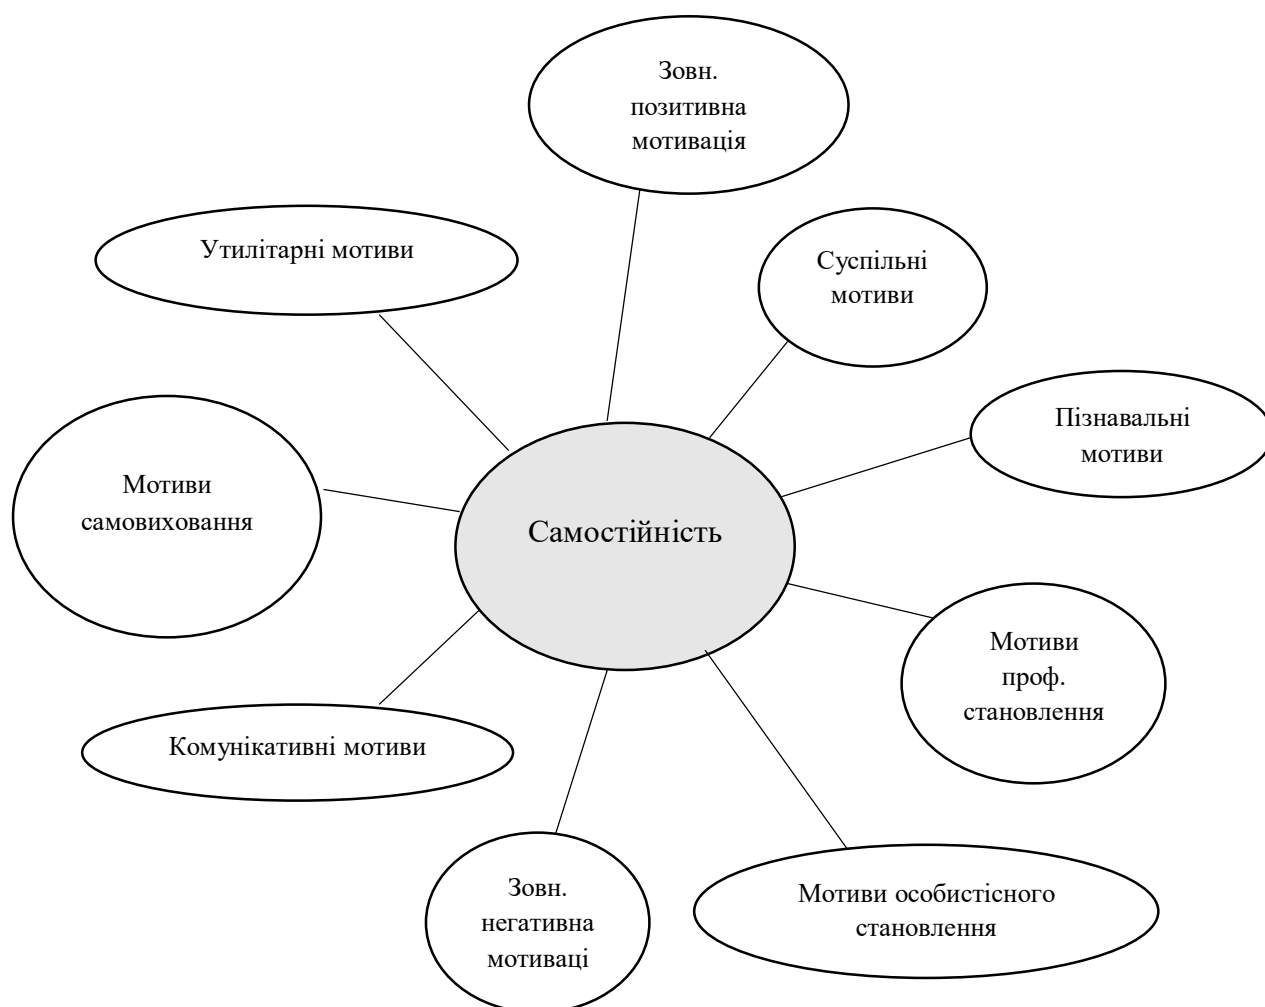 Зовн.
позитивна
мотивація
Утилітарні мотиви
Суспільні
мотиви
Пізнавальні
мотиви
Мотиви
самовиховання
Самостійність
Мотиви
проф.
становлення
Комунікативні мотиви
Зовн.
негативна
мотиваці
Мотиви особистісного
становлення